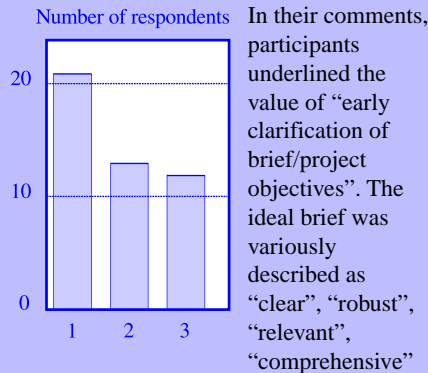 Number of respondents
20
10
0
1 2 3
In their comments,
participants
underlined the
value of “early
clarification of
brief/project
objectives”. The
ideal brief was
variously
described as
“clear”, “robust”,
“relevant”,
“comprehensive”